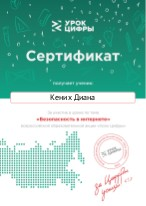 УРОК
ЦИФРЫ
Сертификат
получает ученик
Кених Диана
за участие в уроке по теме
«Безопасность в интернете»
всероссийской образовательной акции «Урок цифры»